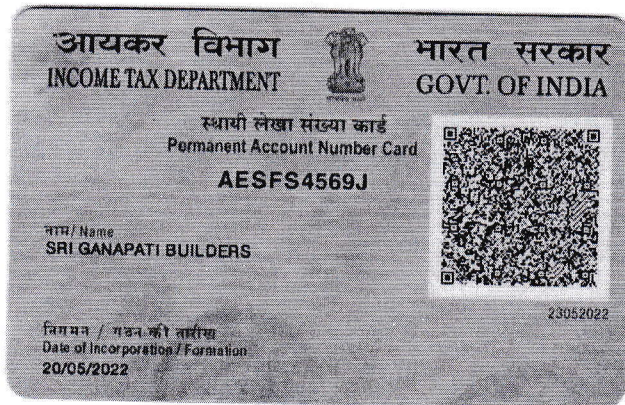 आयकर विभाग
INCOME TAX DEPARTMENT
भारत सरकार
GOVT. OF INDIA
स्थायी लेखा संख्या कार्ड
Permanent Account Number Card
AESFS4569J
नाम/ Name
SRI GANAPATI BUILDERS
23052022
निगमन / गठन की तारीख
Date of Incorporation / Formation
20/05/2022